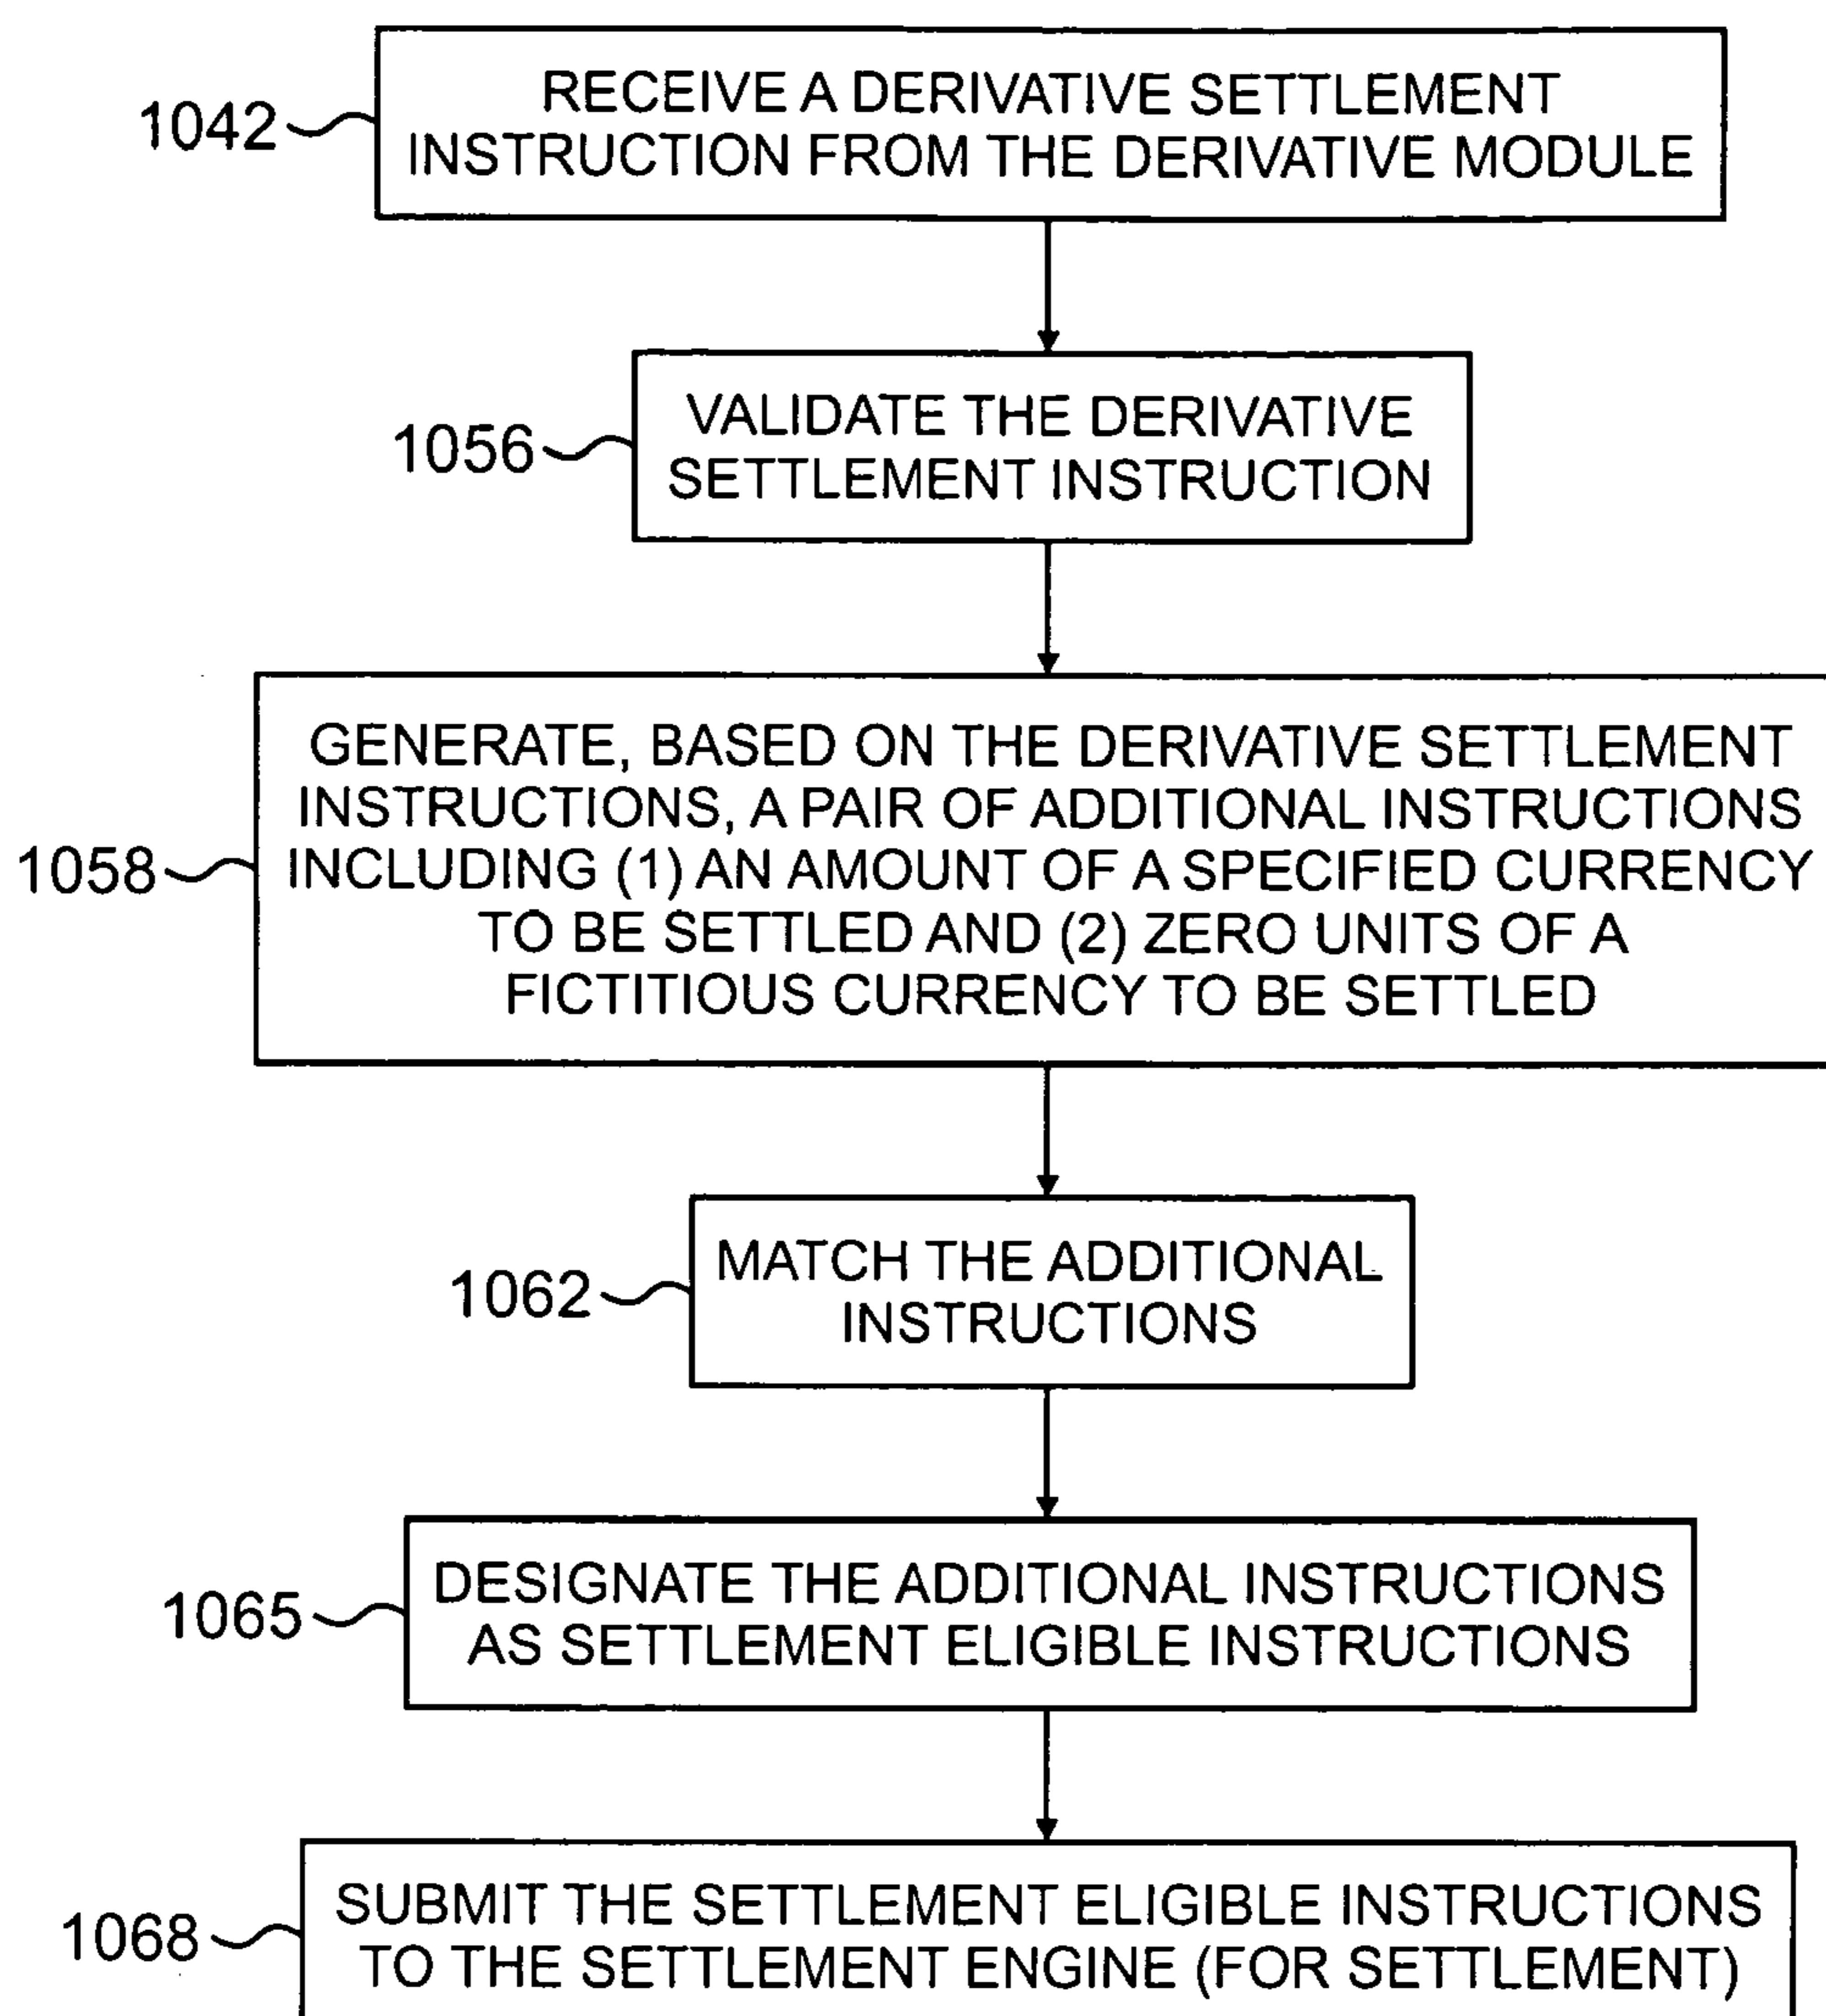 1042
RECEIVE A DERIVATIVE SETTLEMENT
INSTRUCTION FROM THE DERIVATIVE MODULE
1056
VALIDATE THE DERIVATIVE
SETTLEMENT INSTRUCTION
1058
GENERATE, BASED ON THE DERIVATIVE SETTLEMENT
INSTRUCTIONS, A PAIR OF ADDITIONAL INSTRUCTIONS
INCLUDING (1) AN AMOUNT OF A SPECIFIED CURRENCY
TO BE SETTLED AND (2) ZERO UNITS OF A
FICTITIOUS CURRENCY TO BE SETTLED
1062
MATCH THE ADDITIONAL
INSTRUCTIONS
1065
DESIGNATE THE ADDITIONAL INSTRUCTIONS
AS SETTLEMENT ELIGIBLE INSTRUCTIONS
1068
SUBMIT THE SETTLEMENT ELIGIBLE INSTRUCTIONS
TO THE SETTLEMENT ENGINE (FOR SETTLEMENT)